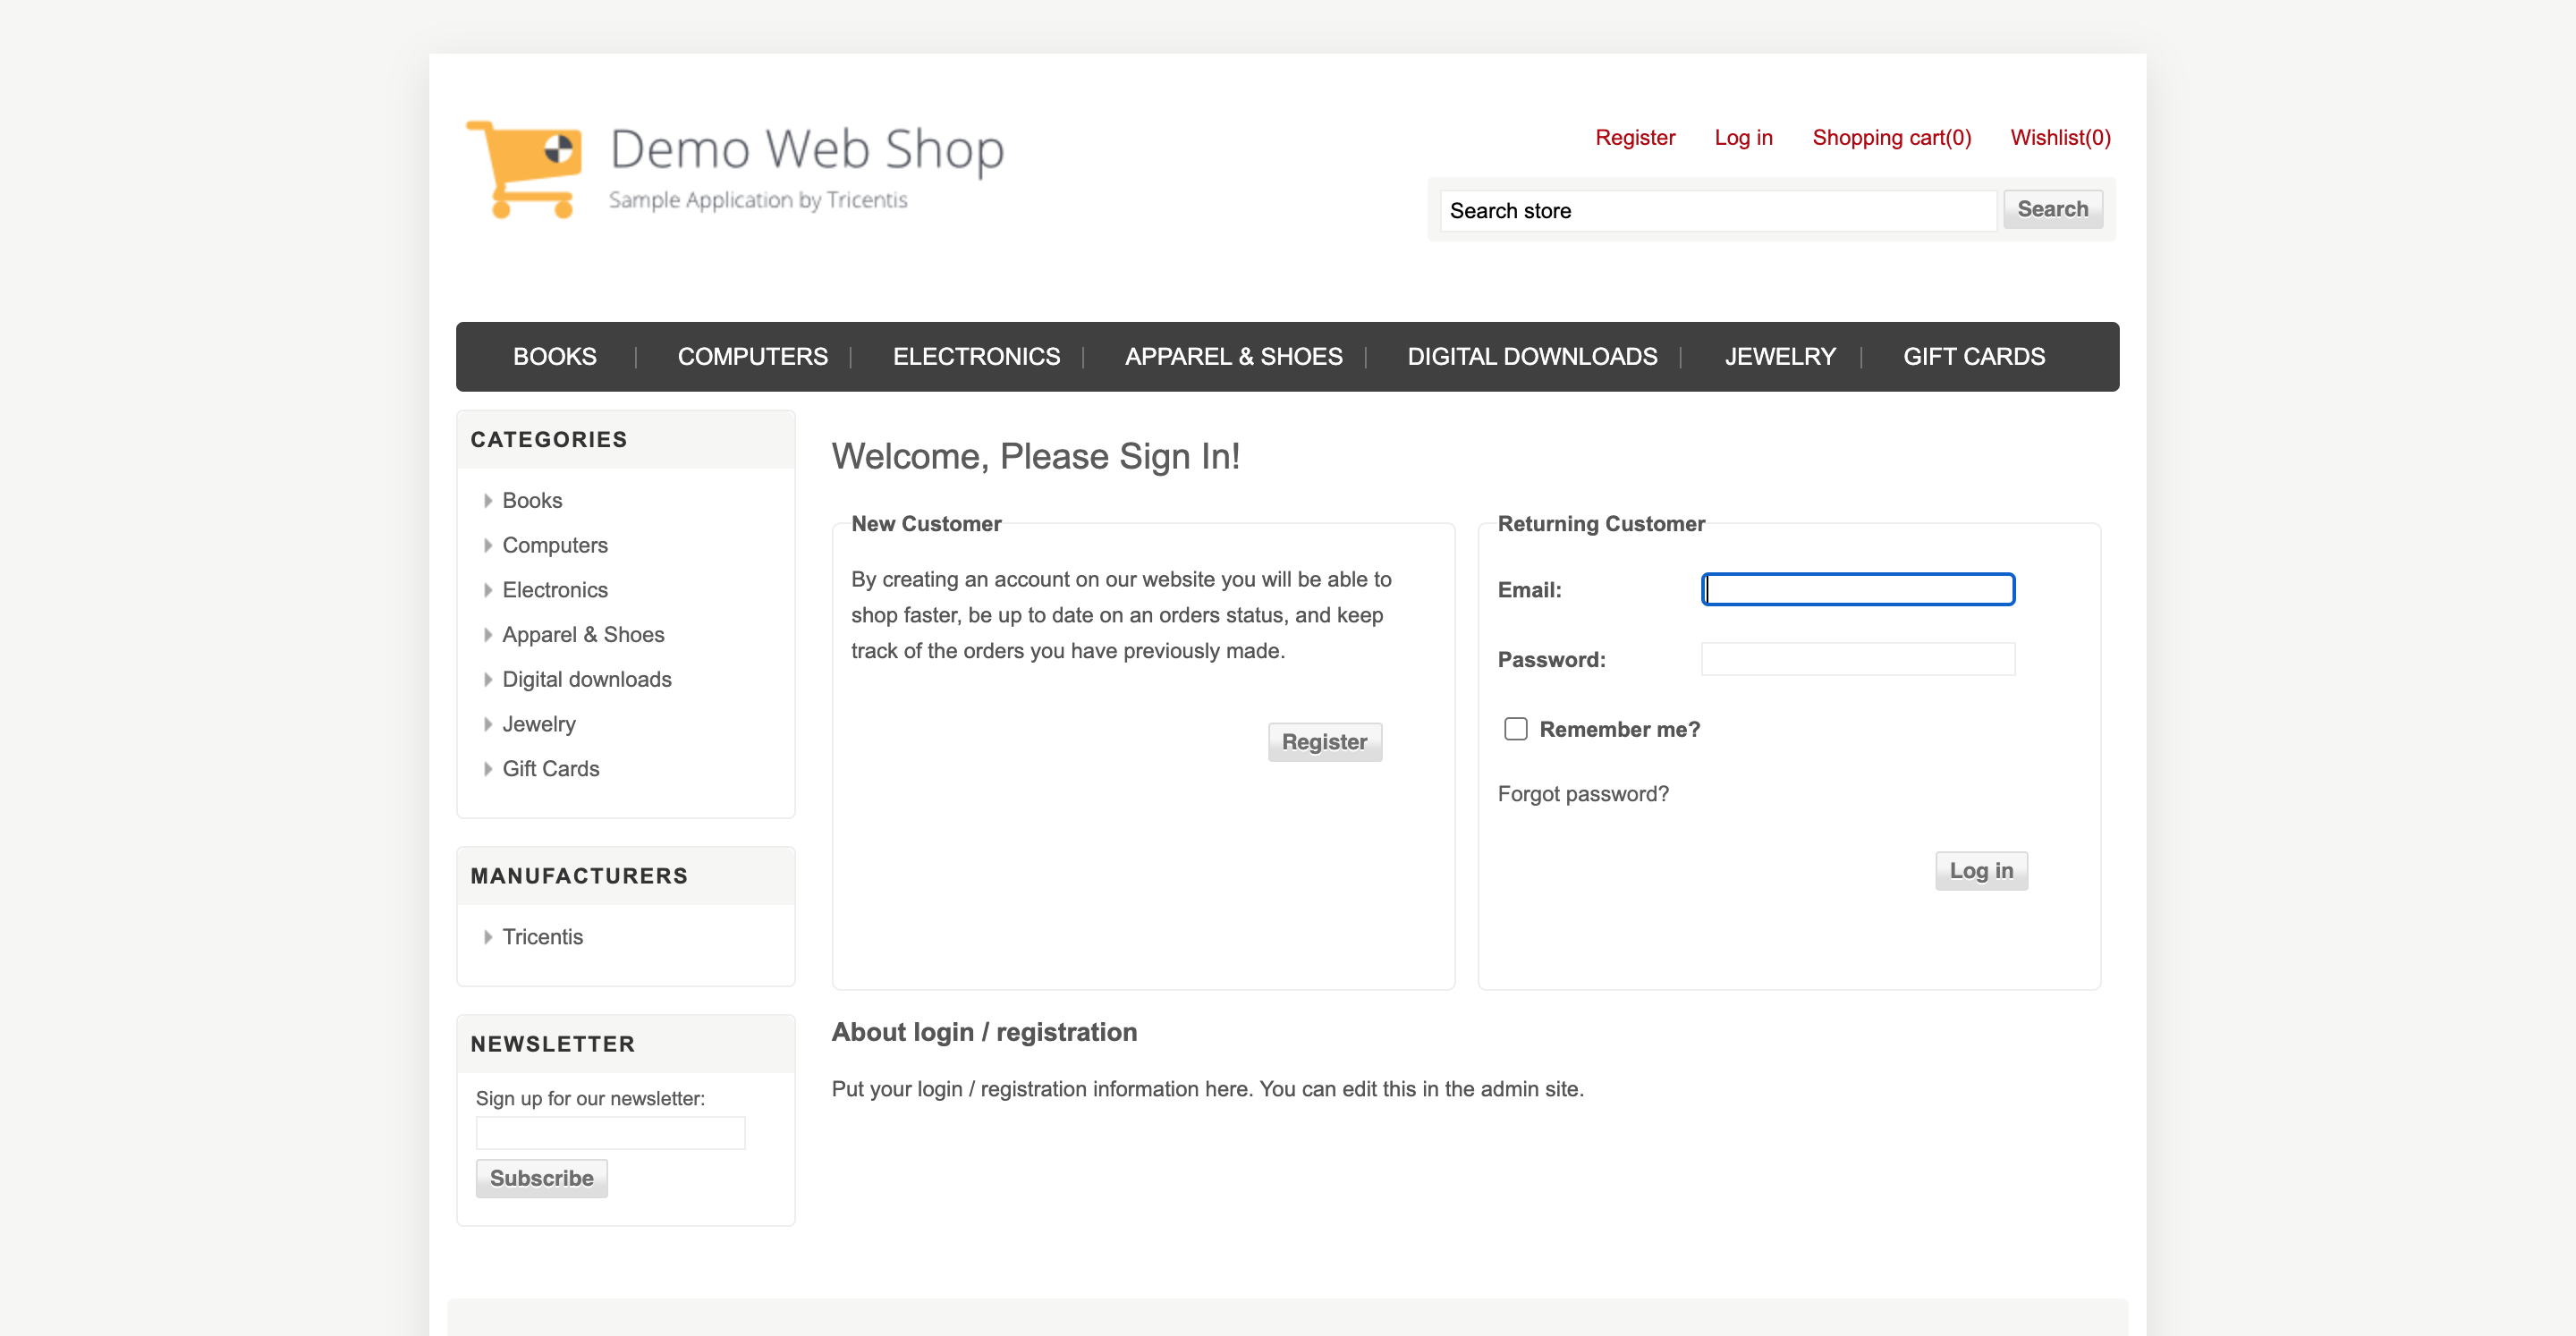 Demo Web Shop
Sample Application by Tricentis
Register Log in Shopping cart(0) Wishlist(0)
Search store Search
BOOKS COMPUTERS ELECTRONICS APPAREL & SHOES DIGITAL DOWNLOADS JEWELRY GIFT CARDS
CATEGORIES
Books
Computers
Electronics
Apparel & Shoes
Digital downloads
Jewelry
Gift Cards
MANUFACTURERS
Tricentis
NEWSLETTER
Sign up for our newsletter:
Subscribe
Welcome, Please Sign In!
New Customer
By creating an account on our website you will be able to
shop faster, be up to date on an orders status, and keep
track of the orders you have previously made.
Register
Returning Customer
Email:
Password:
Remember me?
Forgot password?
Log in
About login / registration
Put your login / registration information here. You can edit this in the admin site.